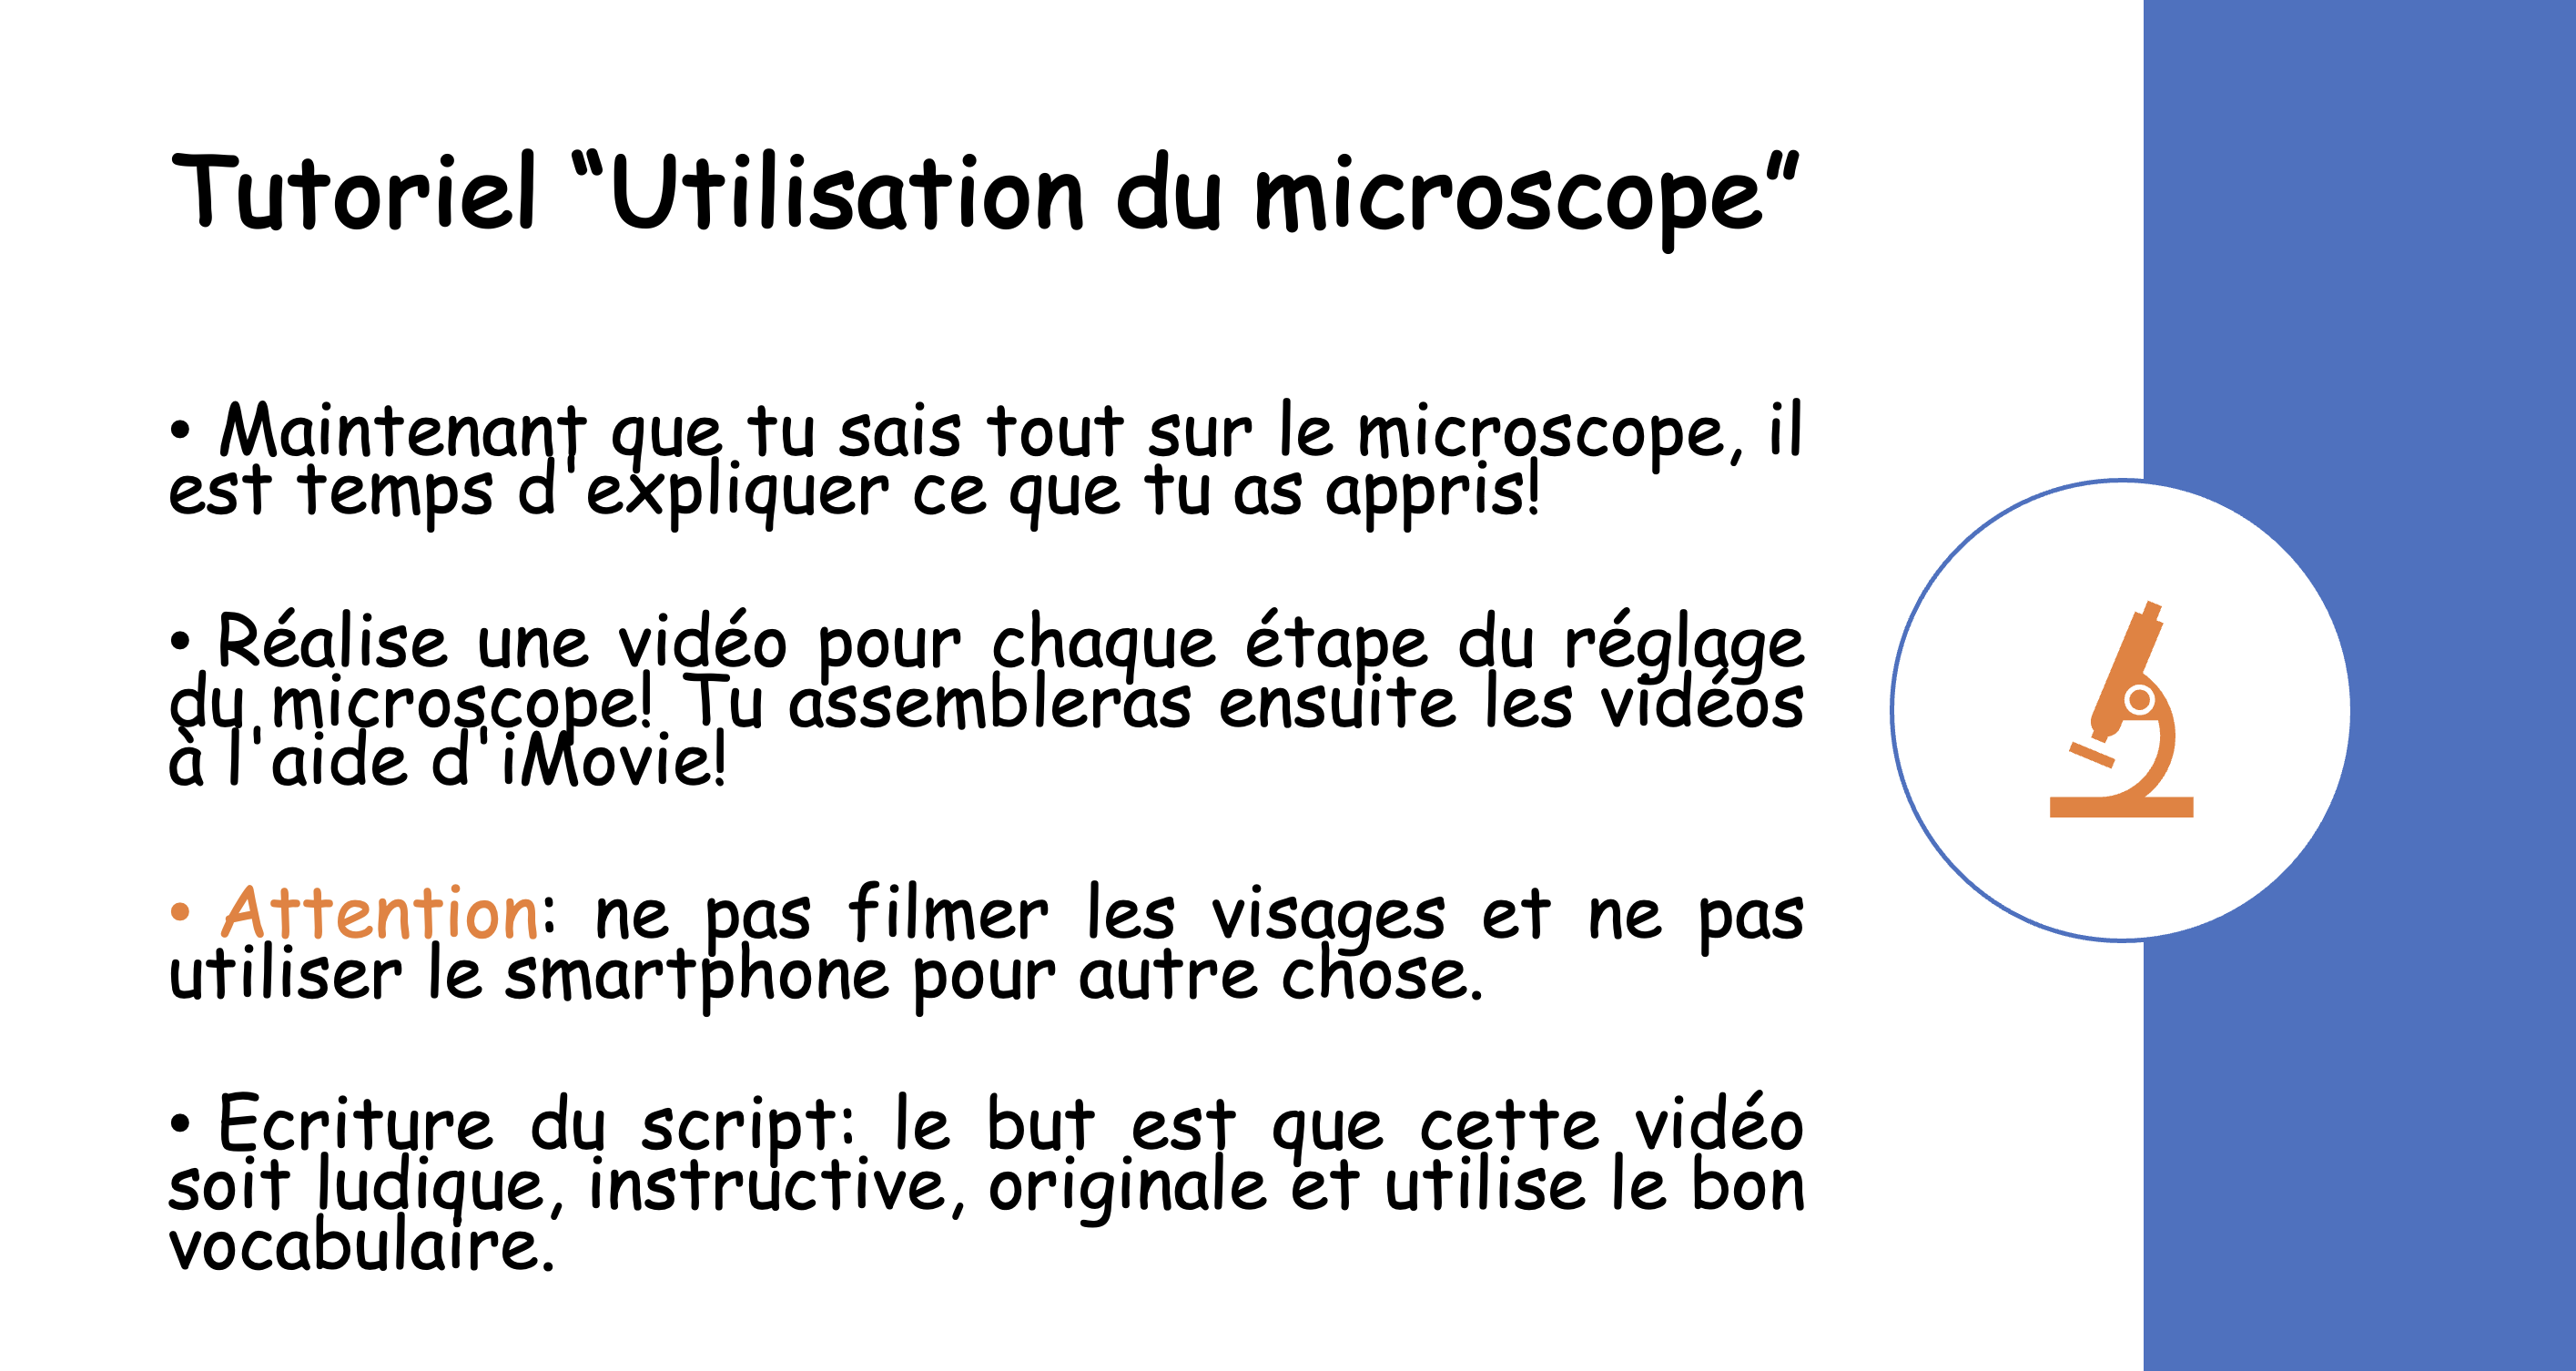 Tutoriel “Utilisation du microscope”
• Maintenant que tu sais tout sur le microscope, il
est temps d'expliquer ce que tu as appris!
• Réalise une vidéo pour chaque étape du réglage
du microscope! Tu assembleras ensuite les vidéos
à l'aide d'iMovie!
• Attention: ne pas filmer les visages et ne pas
utiliser le smartphone pour autre chose.
• Ecriture du script: le but est que cette vidéo
soit ludique, instructive, originale et utilise le bon
vocabulaire.